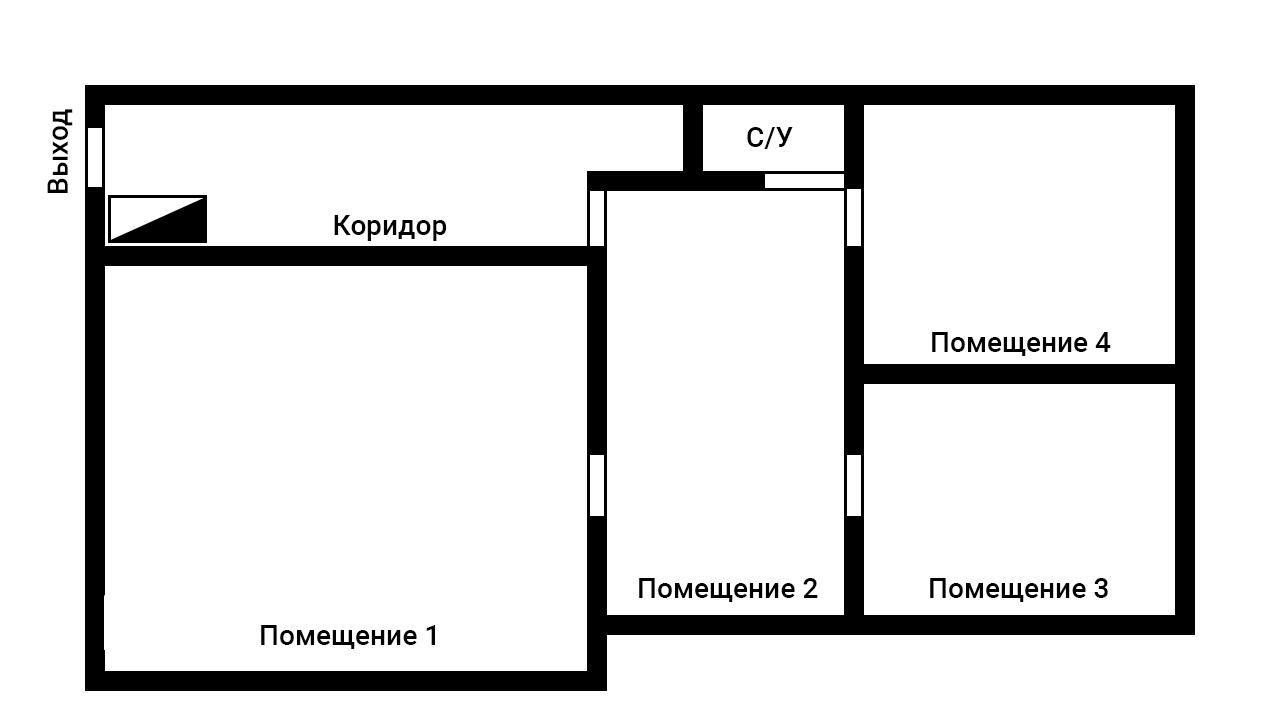 Выход
С/У
Коридор
Помещение 4
Помещение 2
Помещение 3
Помещение 1